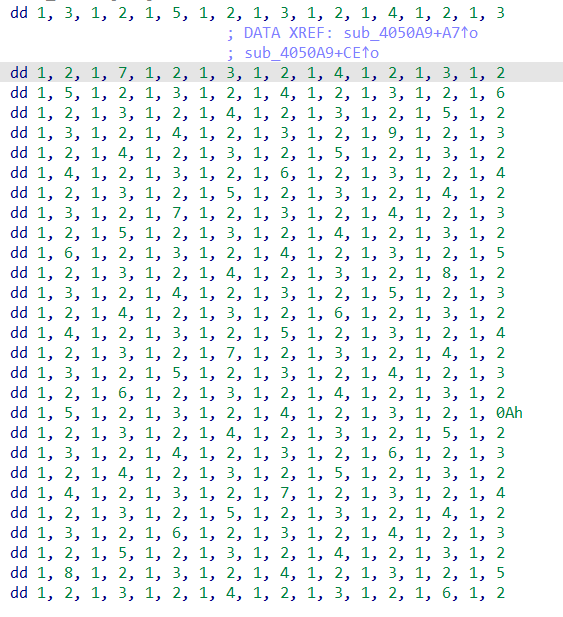 dd 1, 3, 1, 2, 1, 5, 1, 2, 1, 3, 1, 2, 1, 4, 1, 2, 1, 3
; DATA XREF: sub_4050A9+A7↑o
; sub_4050A9+CE↑o
dd 1, 2, 1, 7, 1, 2, 1, 3, 1, 2, 1, 4, 1, 2, 1, 3, 1, 2
dd 1, 5, 1, 2, 1, 3, 1, 2, 1, 4, 1, 2, 1, 3, 1, 2, 1, 6
dd 1, 2, 1, 3, 1, 2, 1, 4, 1, 2, 1, 3, 1, 2, 1, 5, 1, 2
dd 1, 3, 1, 2, 1, 4, 1, 2, 1, 3, 1, 2, 1, 9, 1, 2, 1, 3
dd 1, 2, 1, 4, 1, 2, 1, 3, 1, 2, 1, 5, 1, 2, 1, 3, 1, 2
dd 1, 4, 1, 2, 1, 3, 1, 2, 1, 6, 1, 2, 1, 3, 1, 2, 1, 4
dd 1, 2, 1, 3, 1, 2, 1, 5, 1, 2, 1, 3, 1, 2, 1, 4, 1, 2
dd 1, 3, 1, 2, 1, 7, 1, 2, 1, 3, 1, 2, 1, 4, 1, 2, 1, 3
dd 1, 2, 1, 5, 1, 2, 1, 3, 1, 2, 1, 4, 1, 2, 1, 3, 1, 2
dd 1, 6, 1, 2, 1, 3, 1, 2, 1, 4, 1, 2, 1, 3, 1, 2, 1, 5
dd 1, 2, 1, 3, 1, 2, 1, 4, 1, 2, 1, 3, 1, 2, 1, 8, 1, 2
dd 1, 3, 1, 2, 1, 4, 1, 2, 1, 3, 1, 2, 1, 5, 1, 2, 1, 3
dd 1, 2, 1, 4, 1, 2, 1, 3, 1, 2, 1, 6, 1, 2, 1, 3, 1, 2
dd 1, 4, 1, 2, 1, 3, 1, 2, 1, 5, 1, 2, 1, 3, 1, 2, 1, 4
dd 1, 2, 1, 3, 1, 2, 1, 7, 1, 2, 1, 3, 1, 2, 1, 4, 1, 2
dd 1, 3, 1, 2, 1, 5, 1, 2, 1, 3, 1, 2, 1, 4, 1, 2, 1, 3
dd 1, 2, 1, 6, 1, 2, 1, 3, 1, 2, 1, 4, 1, 2, 1, 3, 1, 2
dd 1, 5, 1, 2, 1, 3, 1, 2, 1, 4, 1, 2, 1, 3, 1, 2, 1, 0Ah
dd 1, 2, 1, 3, 1, 2, 1, 4, 1, 2, 1, 3, 1, 2, 1, 5, 1, 2
dd 1, 3, 1, 2, 1, 4, 1, 2, 1, 3, 1, 2, 1, 6, 1, 2, 1, 3
dd 1, 2, 1, 4, 1, 2, 1, 3, 1, 2, 1, 5, 1, 2, 1, 3, 1, 2
dd 1, 4, 1, 2, 1, 3, 1, 2, 1, 7, 1, 2, 1, 3, 1, 2, 1, 4
dd 1, 2, 1, 3, 1, 2, 1, 5, 1, 2, 1, 3, 1, 2, 1, 4, 1, 2
dd 1, 3, 1, 2, 1, 6, 1, 2, 1, 3, 1, 2, 1, 4, 1, 2, 1, 3
dd 1, 2, 1, 5, 1, 2, 1, 3, 1, 2, 1, 4, 1, 2, 1, 3, 1, 2
dd 1, 8, 1, 2, 1, 3, 1, 2, 1, 4, 1, 2, 1, 3, 1, 2, 1, 5
dd 1, 2, 1, 3, 1, 2, 1, 4, 1, 2, 1, 3, 1, 2, 1, 6, 1, 2